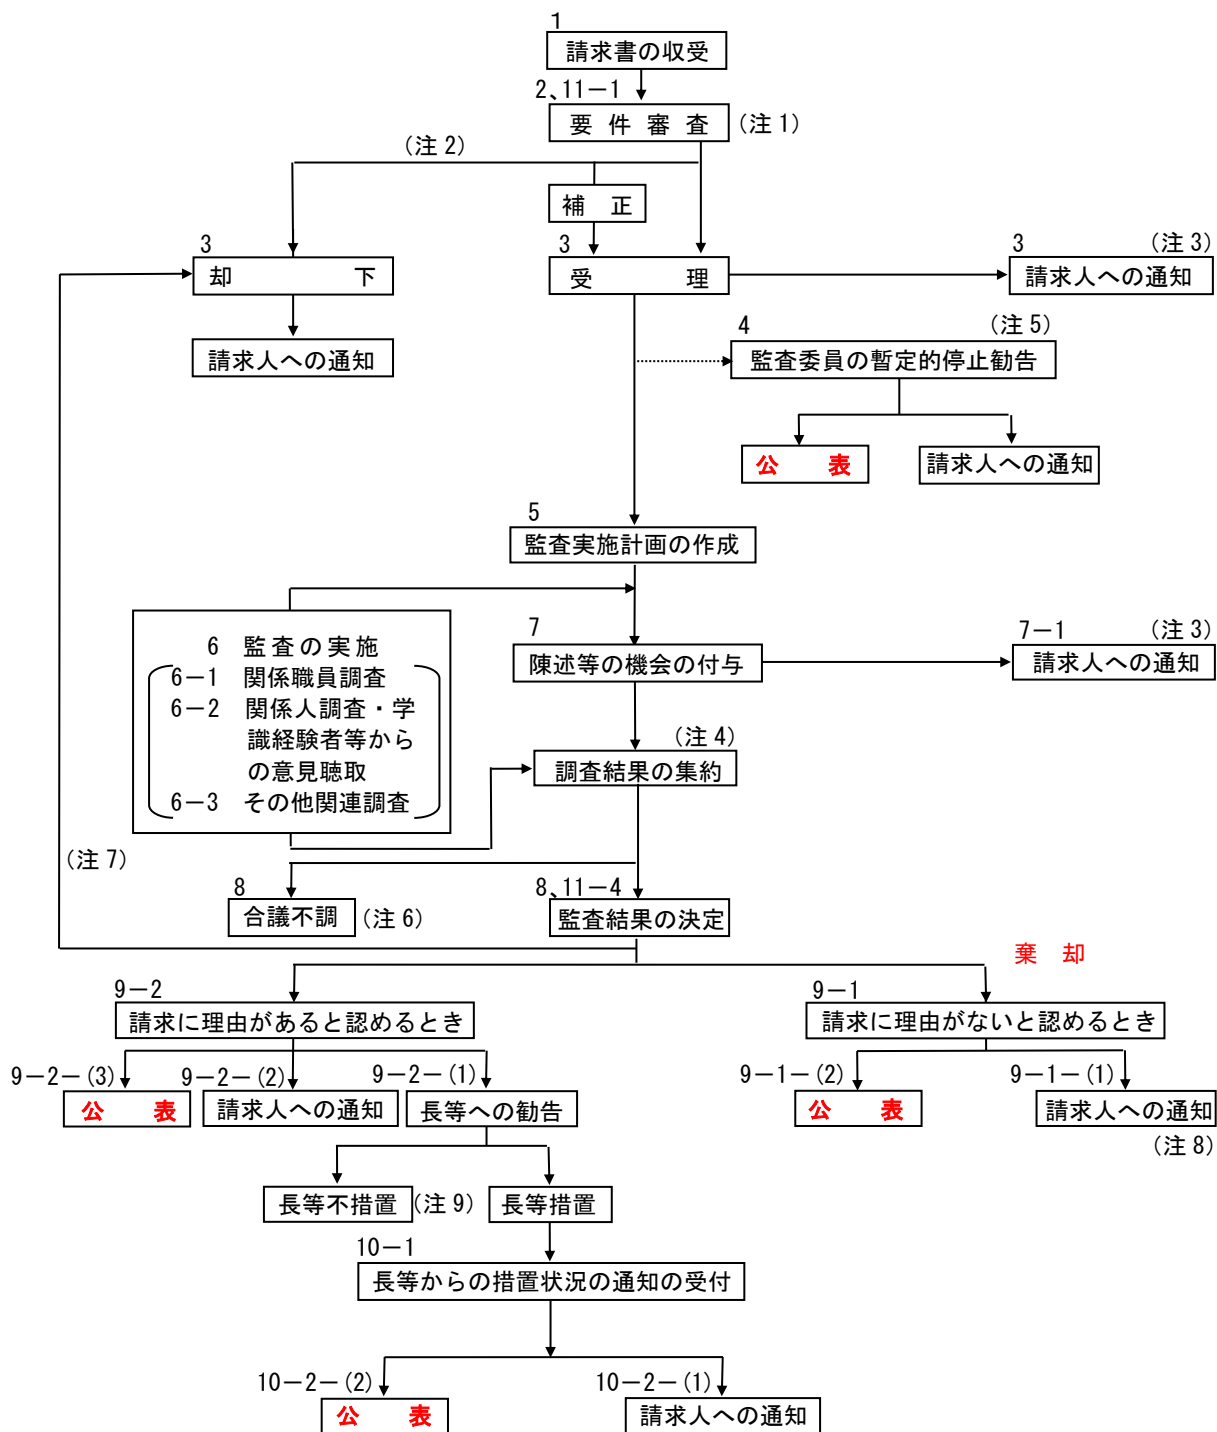 1
請求書の収受
2、11－1
要件審査
(注1)
(注2)
補 正
3
却 下
3
受 理
3
(注3)
請求人への通知
請求人への通知
4
(注5)
監査委員の暫定的停止勧告
公 表
請求人への通知
5
監査実施計画の作成
6 監査の実施
6－1 関係職員調査
6－2 関係人調査・学
識経験者等から
の意見聴取
6－3 その他関連調査
7
陳述等の機会の付与
7－1
(注3)
請求人への通知
(注4)
調査結果の集約
(注7)
8
合議不調
(注6)
8、11－4
監査結果の決定
棄 却
9－2
請求に理由があると認めるとき
9－1
請求に理由がないと認めるとき
9－2－(3)
公 表
9－2－(2)
請求人への通知
9－2－(1)
長等への勧告
9－1－(2)
公 表
9－1－(1)
請求人への通知
(注8)
長等不措置
(注9)
長等措置
10－1
長等からの措置状況の通知の受付
10－2－(2)
公 表
10－2－(1)
請求人への通知